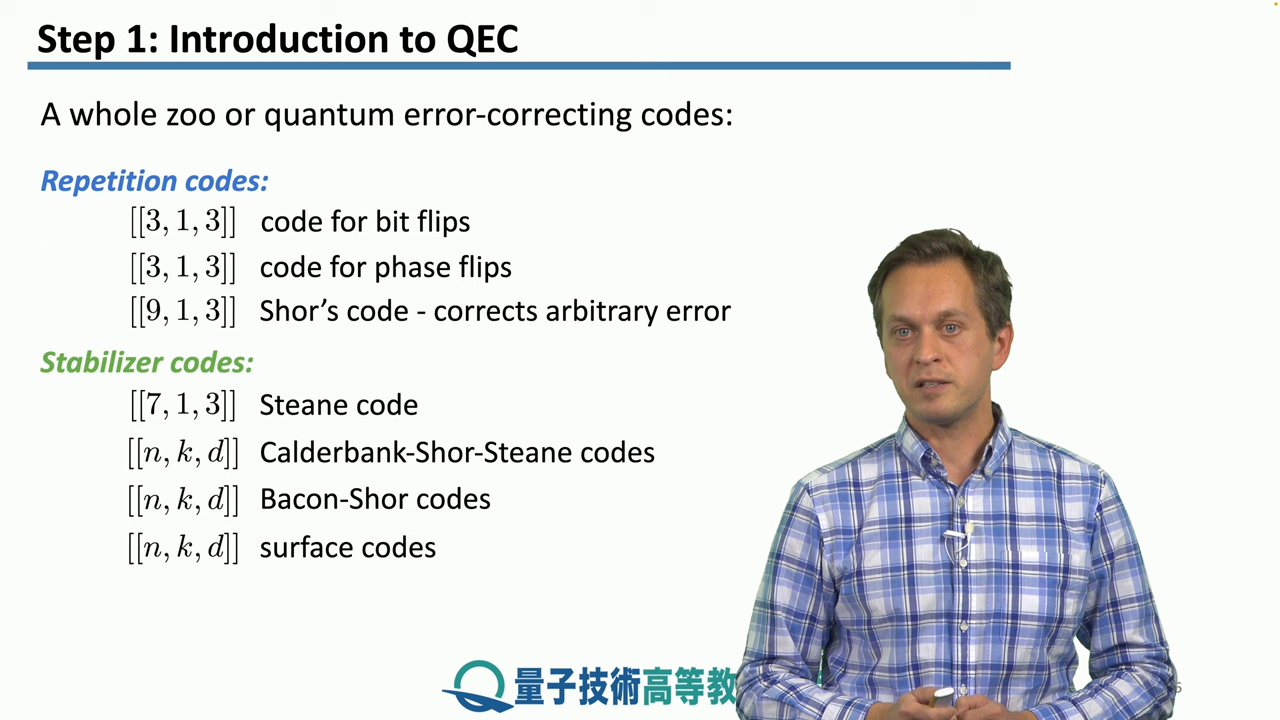 Step 1: Introduction to QEC
A whole zoo or quantum error-correcting codes:
Repetition codes:
[[3, 1, 3]] code for bit flips
[[3, 1, 3]] code for phase flips
[[9, 1, 3]] Shor’s code - corrects arbitrary error
Stabilizer codes:
[[7, 1, 3]] Steane code
[[n, k, d]] Calderbank-Shor-Steane codes
[[n, k, d]] Bacon-Shor codes
[[n, k, d]] surface codes
量子技術高等教